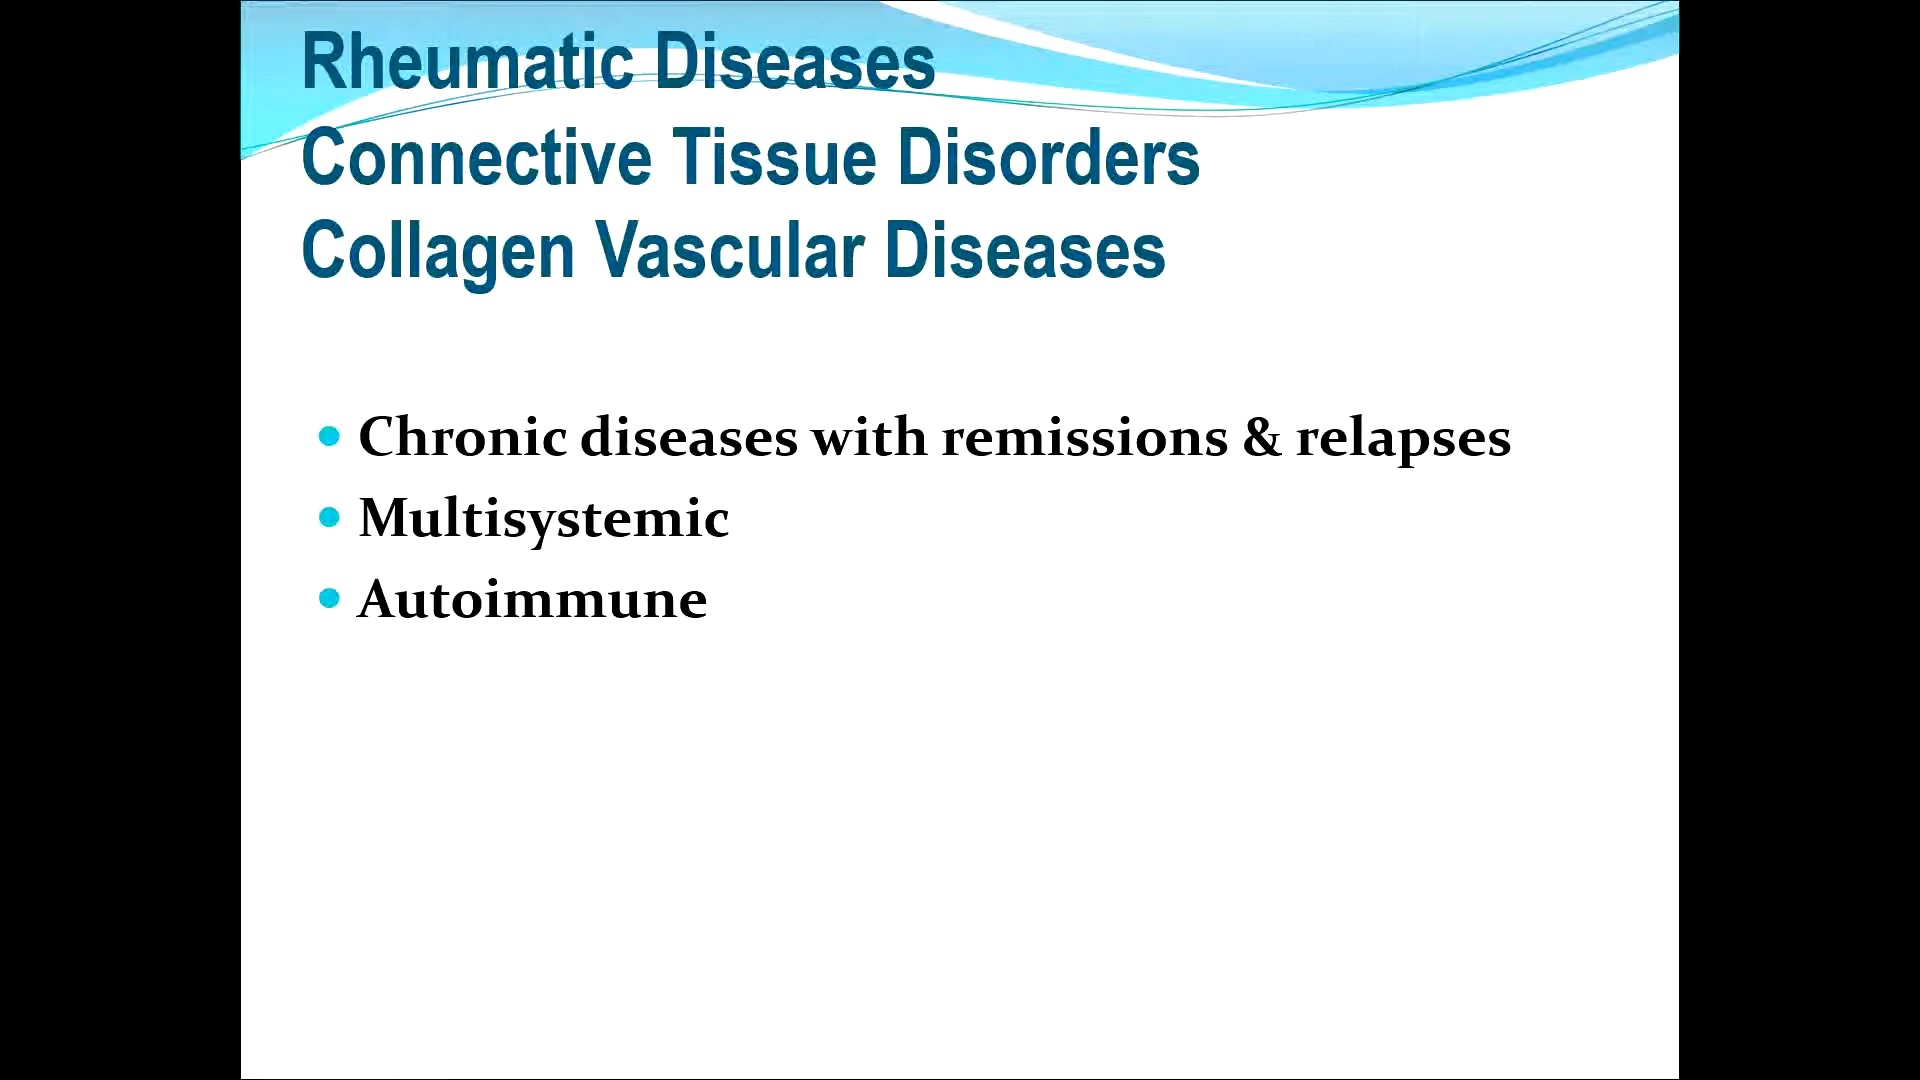 Rheumatic Diseases
Connective Tissue Disorders
Collagen Vascular Diseases
• Chronic diseases with remissions & relapses
• Multisystemic
• Autoimmune